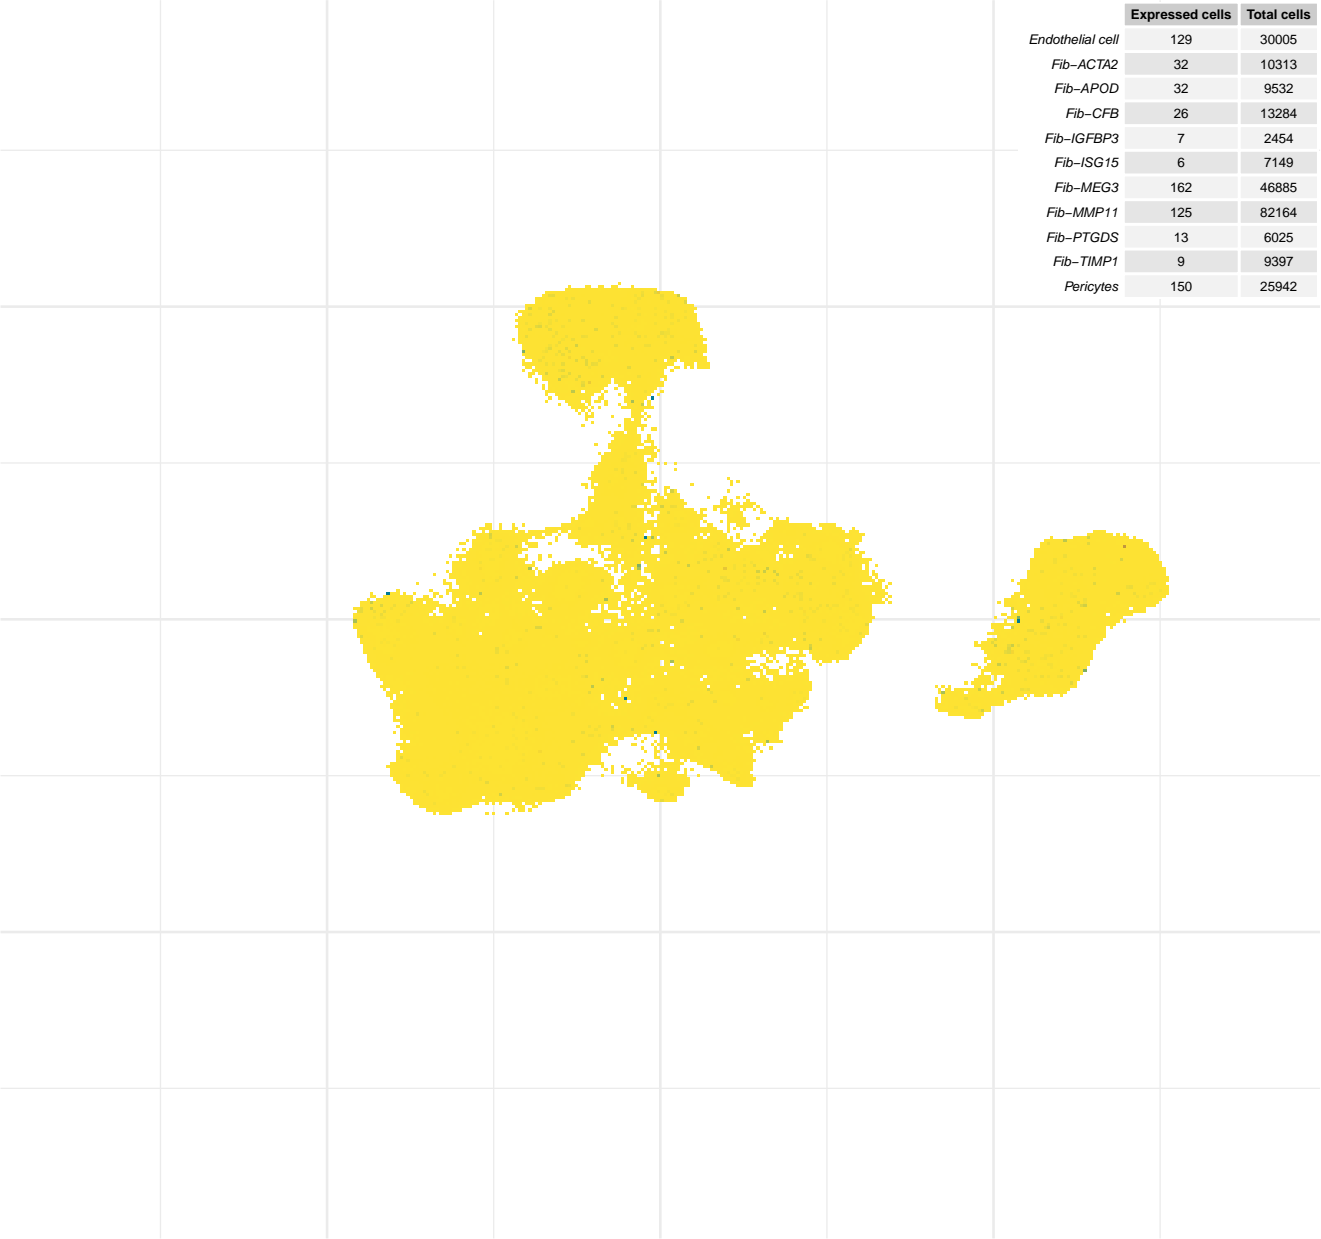 Expressed cells Total cells
Endothelial cell 129 30005
Fib−ACTA2 32 10313
Fib−APOD 32 9532
Fib−CFB 26 13284
Fib−IGFBP3 7 2454
Fib−ISG15 6 7149
Fib−MEG3 162 46885
Fib−MMP11 125 82164
Fib−PTGDS 13 6025
Fib−TIMP1 9 9397
Pericytes 150 25942